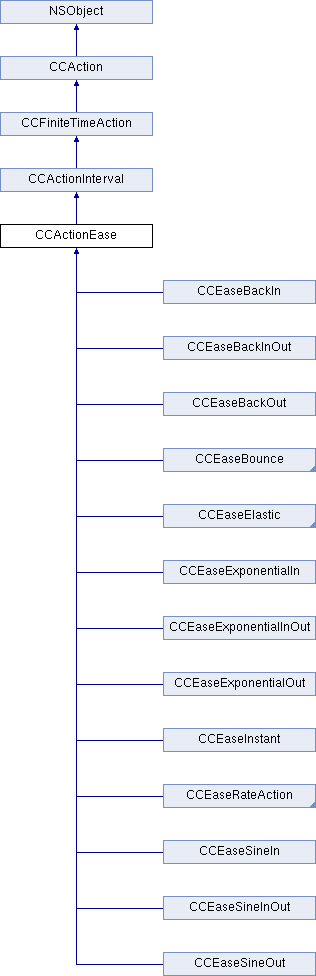 NSObject
CCAction
CCFiniteTimeAction
CCActionInterval
CCActionEase
CCEaseBackIn
CCEaseBackInOut
CCEaseBackOut
CCEaseBounce
CCEaseElastic
CCEaseExponentialIn
CCEaseExponentialInOut
CCEaseExponentialOut
CCEaseInstant
CCEaseRateAction
CCEaseSineIn
CCEaseSineInOut
CCEaseSineOut